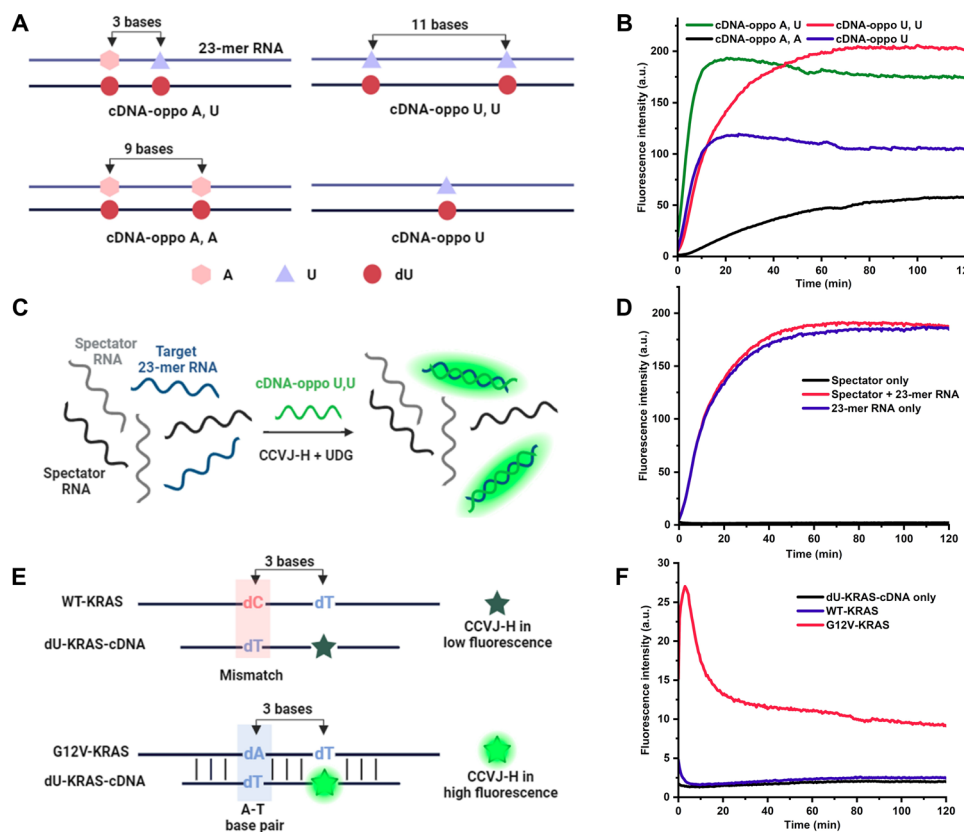 A
3 bases
23-mer RNA
cDNA-oppo A, U
11 bases
cDNA-oppo U, U
9 bases
cDNA-oppo A, A
cDNA-oppo U
A
U
dU
B
cDNA-oppo A, U
cDNA-oppo U, U
cDNA-oppo A, A
cDNA-oppo U
Fluorescence intensity (a.u.)
200
150
100
50
0
0 20 40 60 80 100 120
Time (min)
C
Spectator
RNA
Target
23-mer RNA
cDNA-oppo U,U
CCVJ-H + UDG
Spectator
RNA
D
Spectator only
Spectator + 23-mer RNA
23-mer RNA only
Fluorescence intensity (a.u.)
200
150
100
50
0
0 20 40 60 80 100 120
Time (min)
E
3 bases
WT-KRAS
dC
dT
dU-KRAS-cDNA
dT
Mismatch
CCVJ-H in
low fluorescence
3 bases
G12V-KRAS
dA
dT
dU-KRAS-cDNA
dT
A-T
base pair
CCVJ-H in
high fluorescence
F
dU-KRAS-cDNA only
WT-KRAS
G12V-KRAS
Fluorescence intensity (a.u.)
30
25
20
15
10
5
0
0 20 40 60 80 100 120
Time (min)